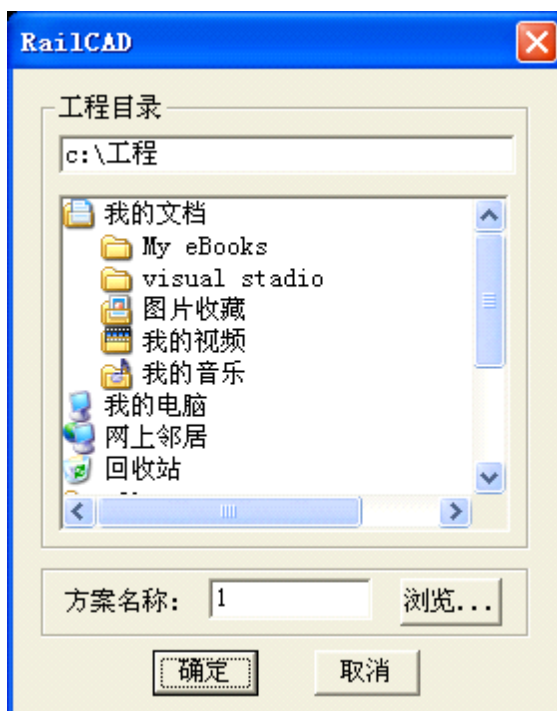 RailCAD
工程目录
c:\工程
我的文档
My eBooks
visual stadio
图片收藏
我的视频
我的音乐
我的电脑
网上邻居
回收站
方案名称: 1 浏览...
确定 取消